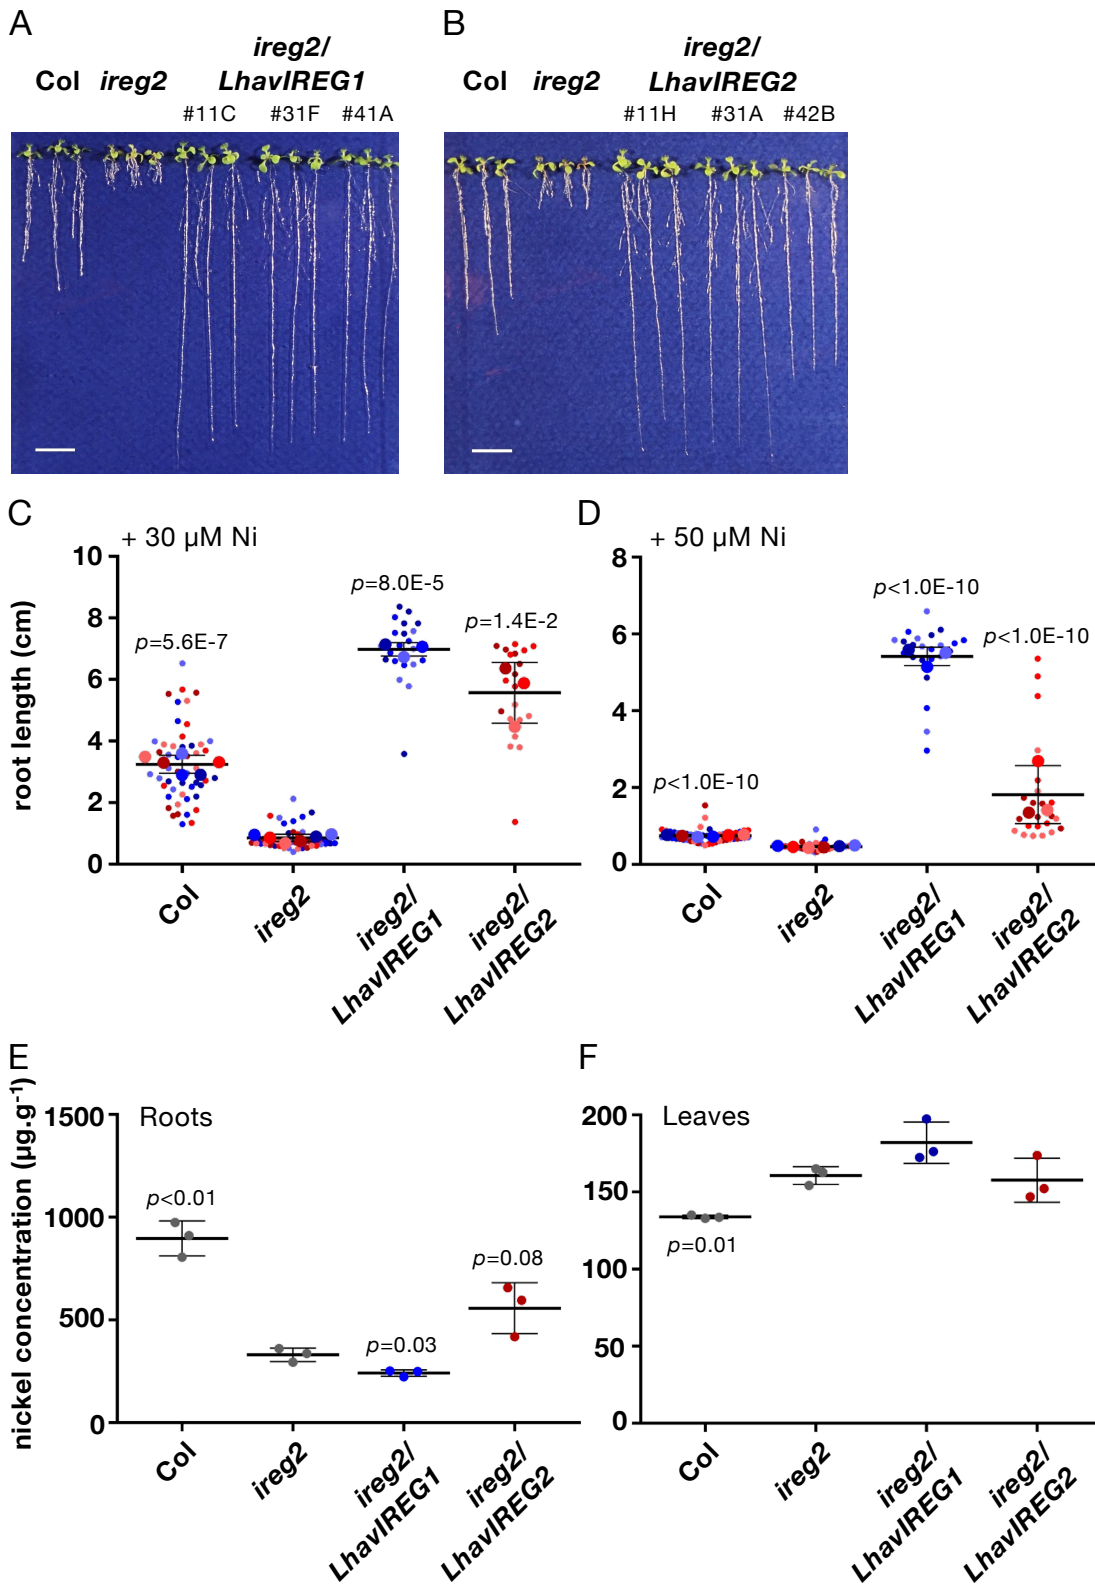 A
ireg2/
Col ireg2 LhavIREG1
#11C #31F #41A
B
ireg2/
Col ireg2 LhavIREG2
#11H #31A #42B
C
+ 30 µM Ni
root length (cm)
10
8
6
4
2
0
p=5.6E-7
p=8.0E-5
p=1.4E-2
Col
ireg2
ireg2/
LhavIREG1
ireg2/
LhavIREG2
D
+ 50 µM Ni
8
6
4
2
0
p<1.0E-10
p<1.0E-10
p<1.0E-10
Col
ireg2
ireg2/
LhavIREG1
ireg2/
LhavIREG2
E
nickel concentration (µg.g⁻¹)
Roots
1500
1000
500
0
p<0.01
p=0.03
p=0.08
Col
ireg2
ireg2/
LhavIREG1
ireg2/
LhavIREG2
F
Leaves
200
150
100
50
0
p=0.01
Col
ireg2
ireg2/
LhavIREG1
ireg2/
LhavIREG2